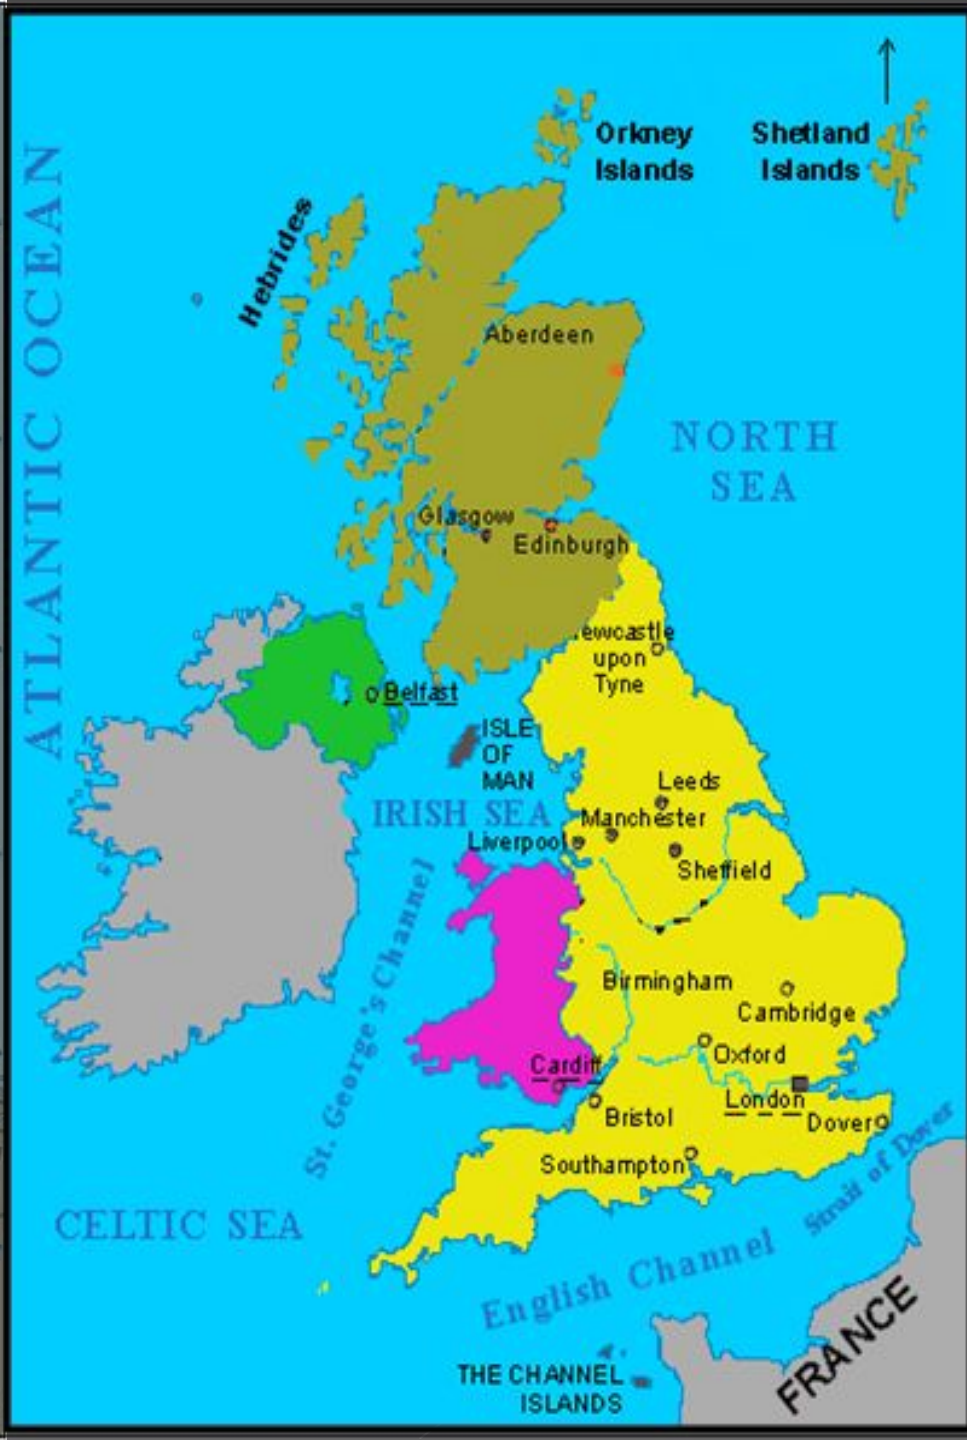 Orkney
Islands
Shetland
Islands
Hebrides
ATLANTIC OCEAN
Aberdeen
NORTH
SEA
Glasgow
Edinburgh
ewcastle
upon
Tyne
Belfast
ISLE
OF
MAN
IRISH SEA
Leeds
Manchester
Liverpool
Sheffield
St. George's Channel
Birmingham
Cambridge
Oxford
Cardiff
London
Bristol
Dover
Southampton
Strait of Dover
CELTIC SEA
English Channel
FRANCE
THE CHANNEL
ISLANDS